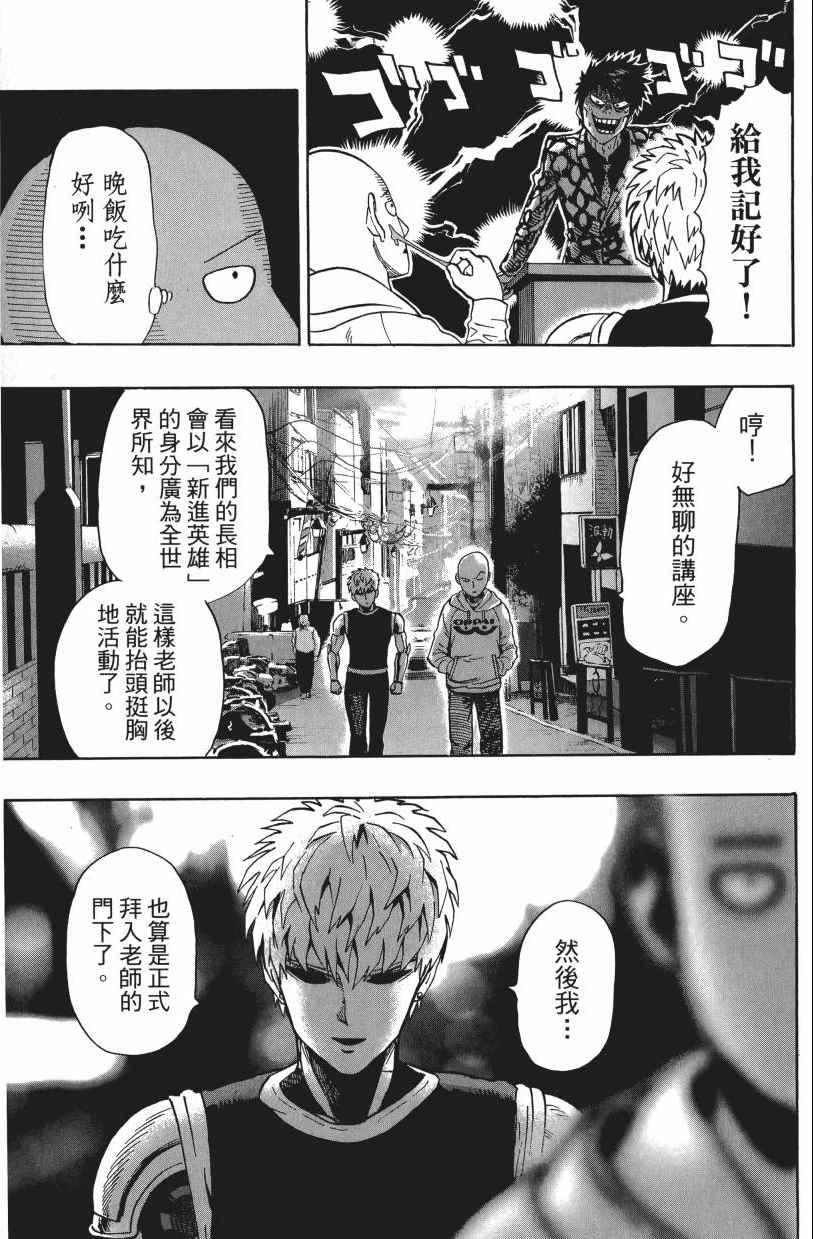 給我記好了！
ゴゴゴゴ
晚飯吃什麼
好咧…
哼！
好無聊的講座。
看來我們的長相
會以「新進英雄」
的身分廣為全世
界所知，
這樣老師以後
就能抬頭挺胸
地活動了。
OPPAI
然後我…
也算是正式
拜入老師的
門下了。